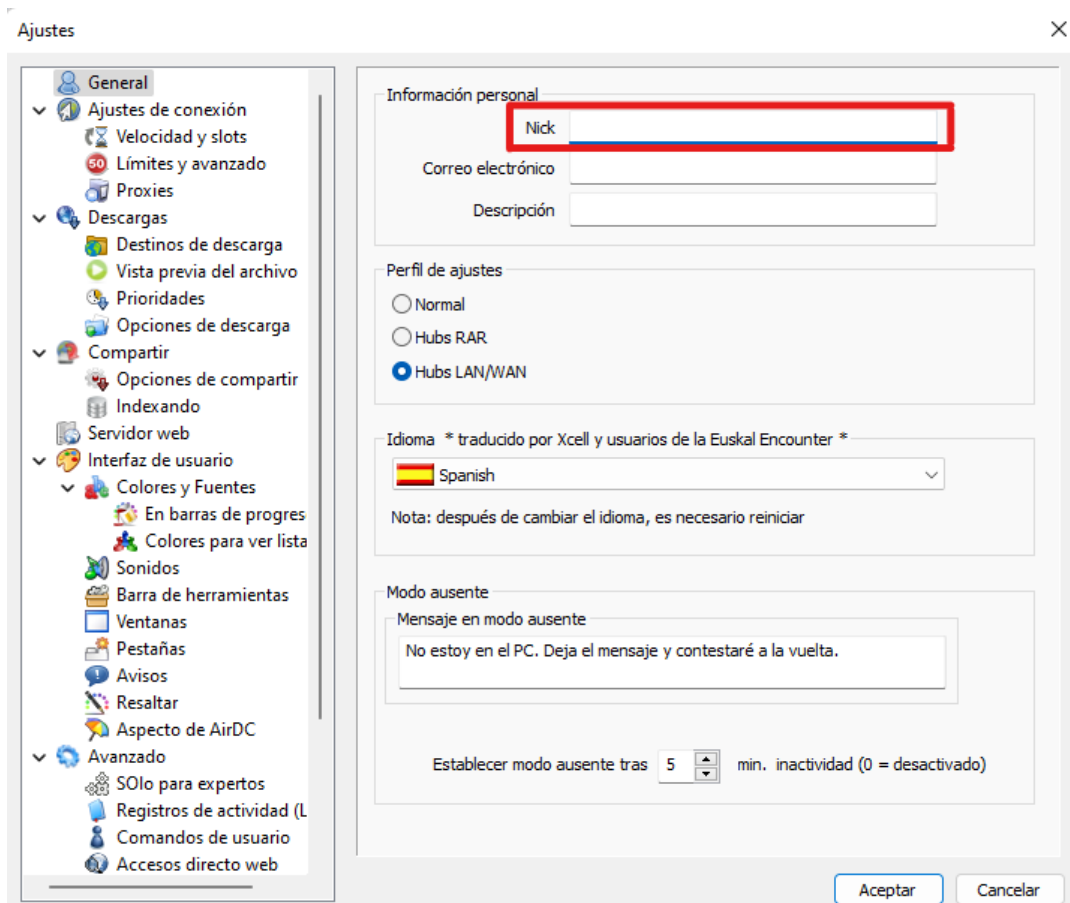 Ajustes
General
Ajustes de conexión
Velocidad y slots
50
Límites y avanzado
Proxies
Descargas
Destinos de descarga
Vista previa del archivo
Prioridades
Opciones de descarga
Compartir
Opciones de compartir
Indexando
Servidor web
Interfaz de usuario
Colores y Fuentes
En barras de progres
Colores para ver lista
Sonidos
Barra de herramientas
Ventanas
Pestañas
Avisos
Resaltar
Aspecto de AirDC
Avanzado
SOlo para expertos
Registros de actividad (L
Comandos de usuario
Accesos directo web
Información personal
Nick
Correo electrónico
Descripción
Perfil de ajustes
Normal
Hubs RAR
Hubs LAN/WAN
Idioma * traducido por Xcell y usuarios de la Euskal Encounter *
Spanish
Nota: después de cambiar el idioma, es necesario reiniciar
Modo ausente
Mensaje en modo ausente
No estoy en el PC. Deja el mensaje y contestaré a la vuelta.
Establecer modo ausente tras 5 min. inactividad (0 = desactivado)
Aceptar Cancelar